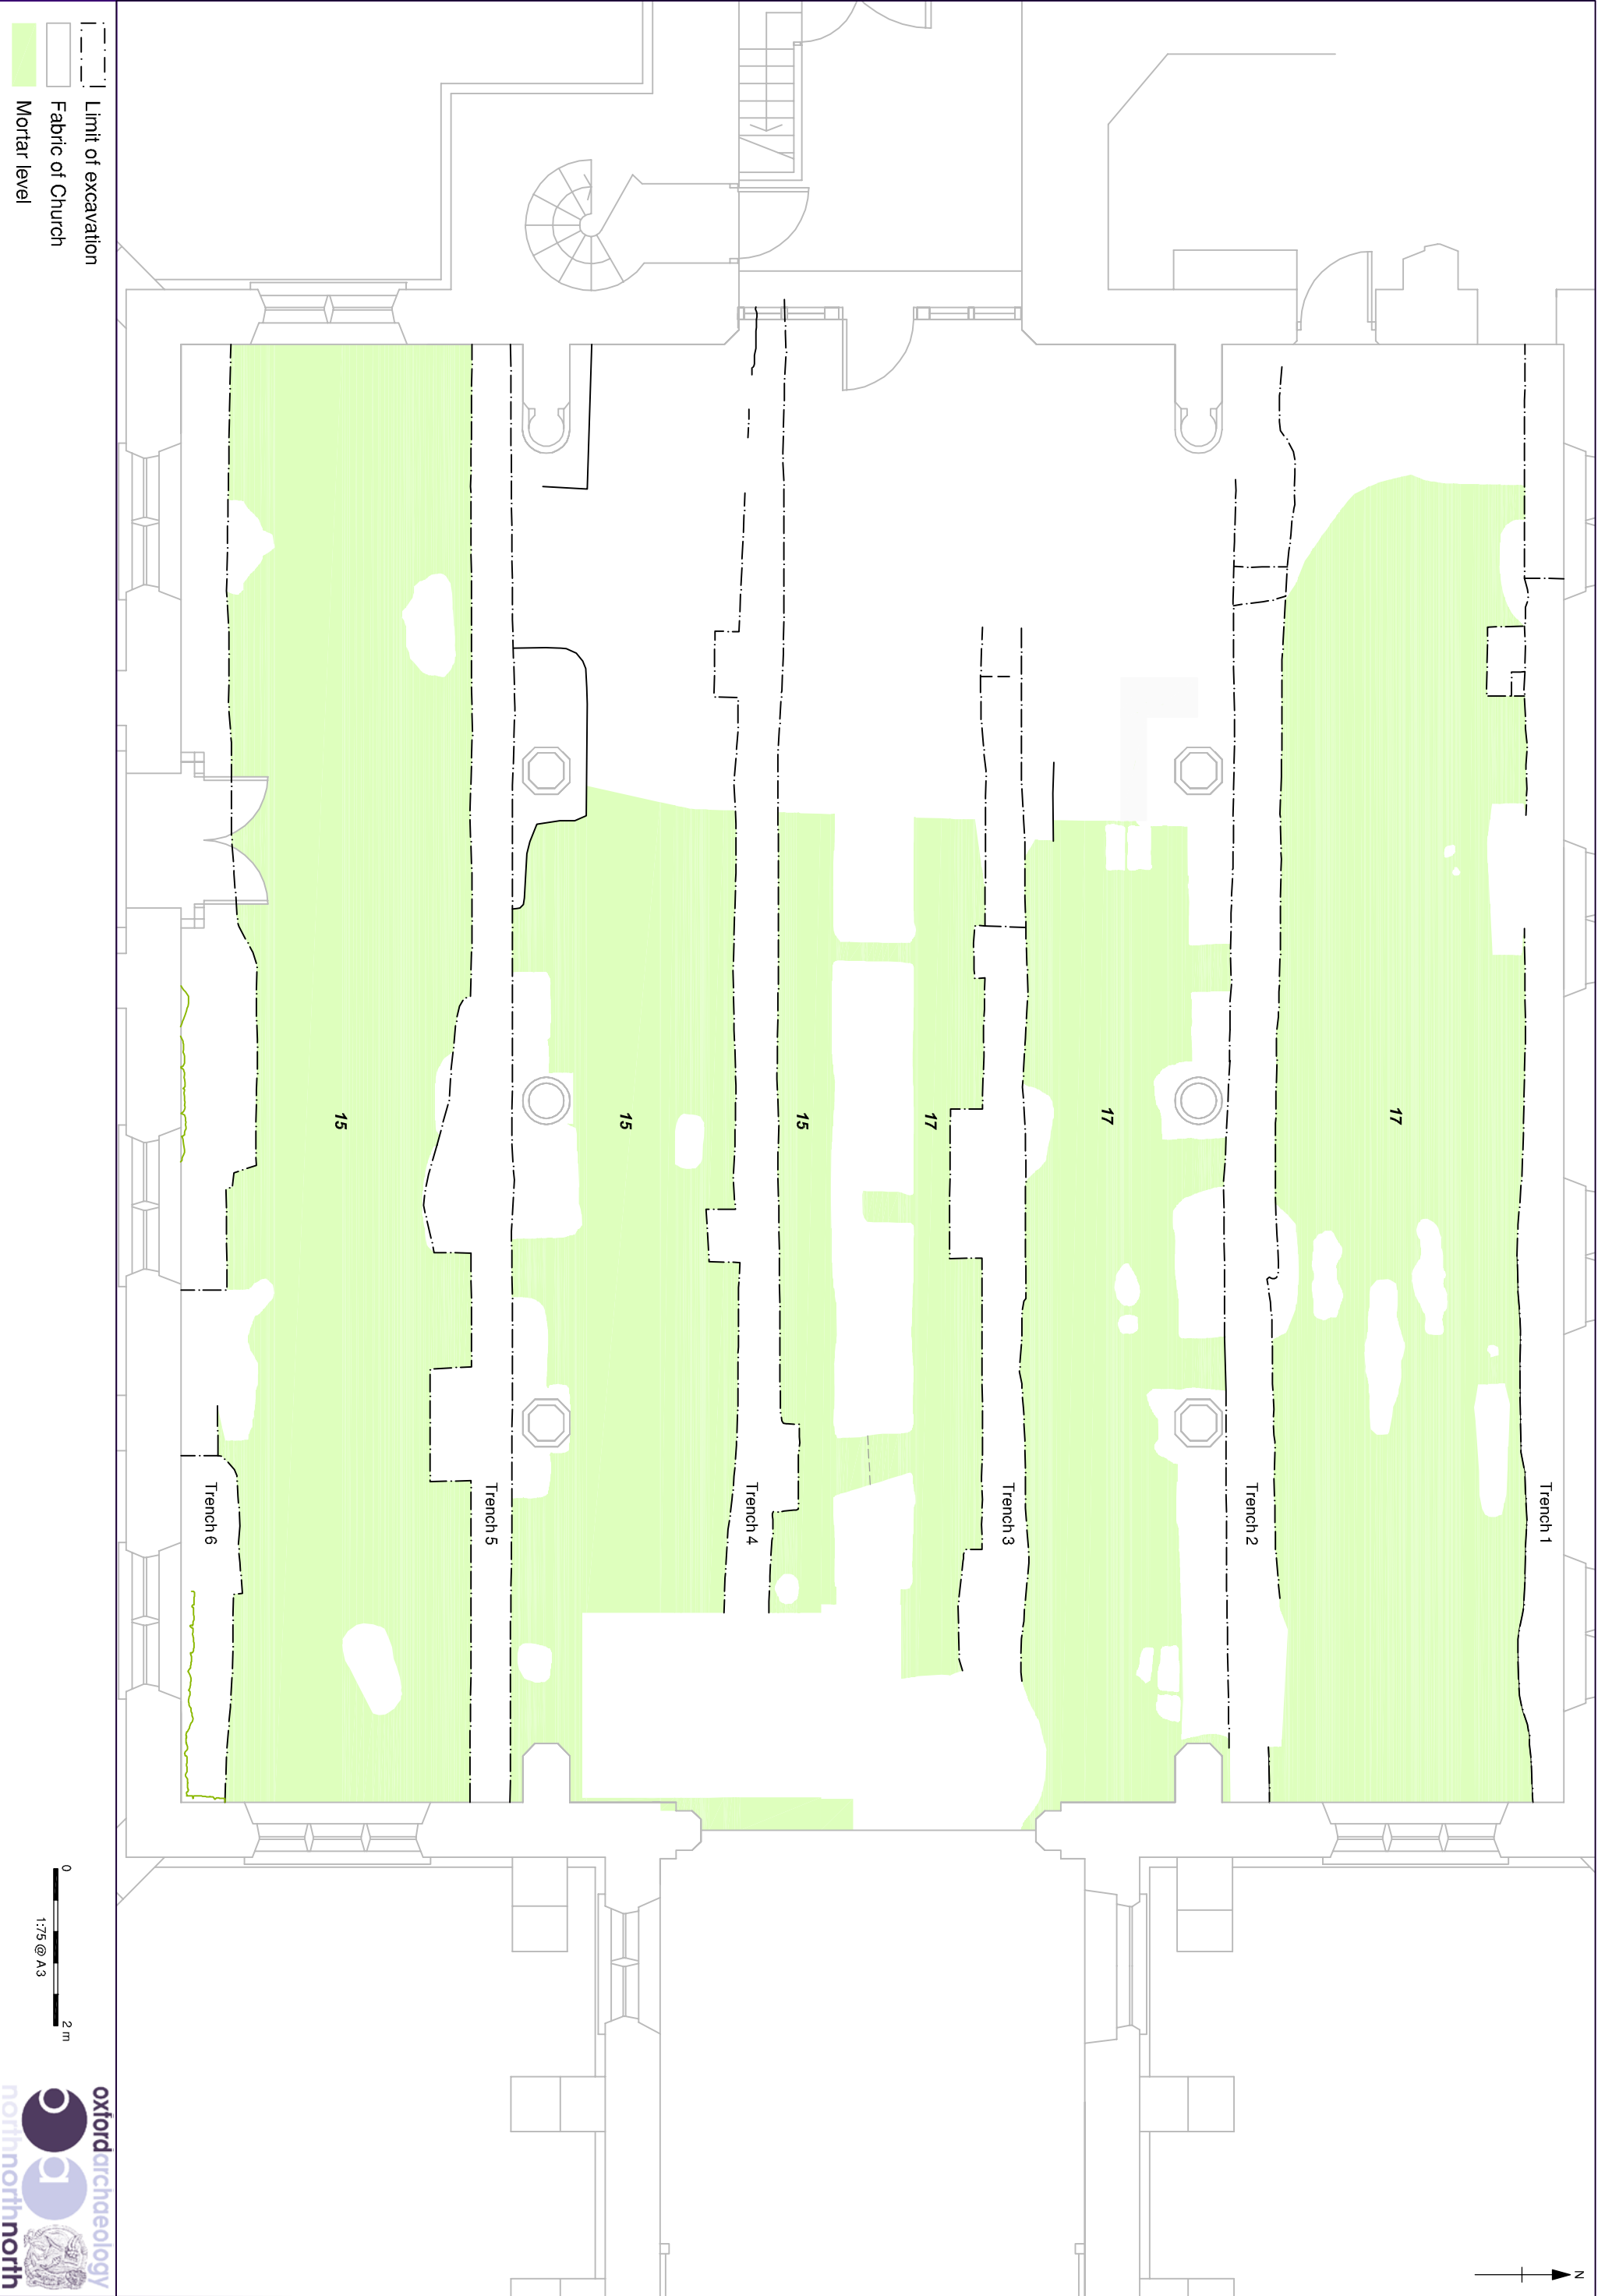 N
Trench 1
17
Trench 2
17
Trench 3
17
15
Trench 4
15
Trench 5
15
Trench 6
Limit of excavation
Fabric of Church
Mortar level
0
2 m
1:75 @ A3
oxfordarchaeology
northnorthnorth